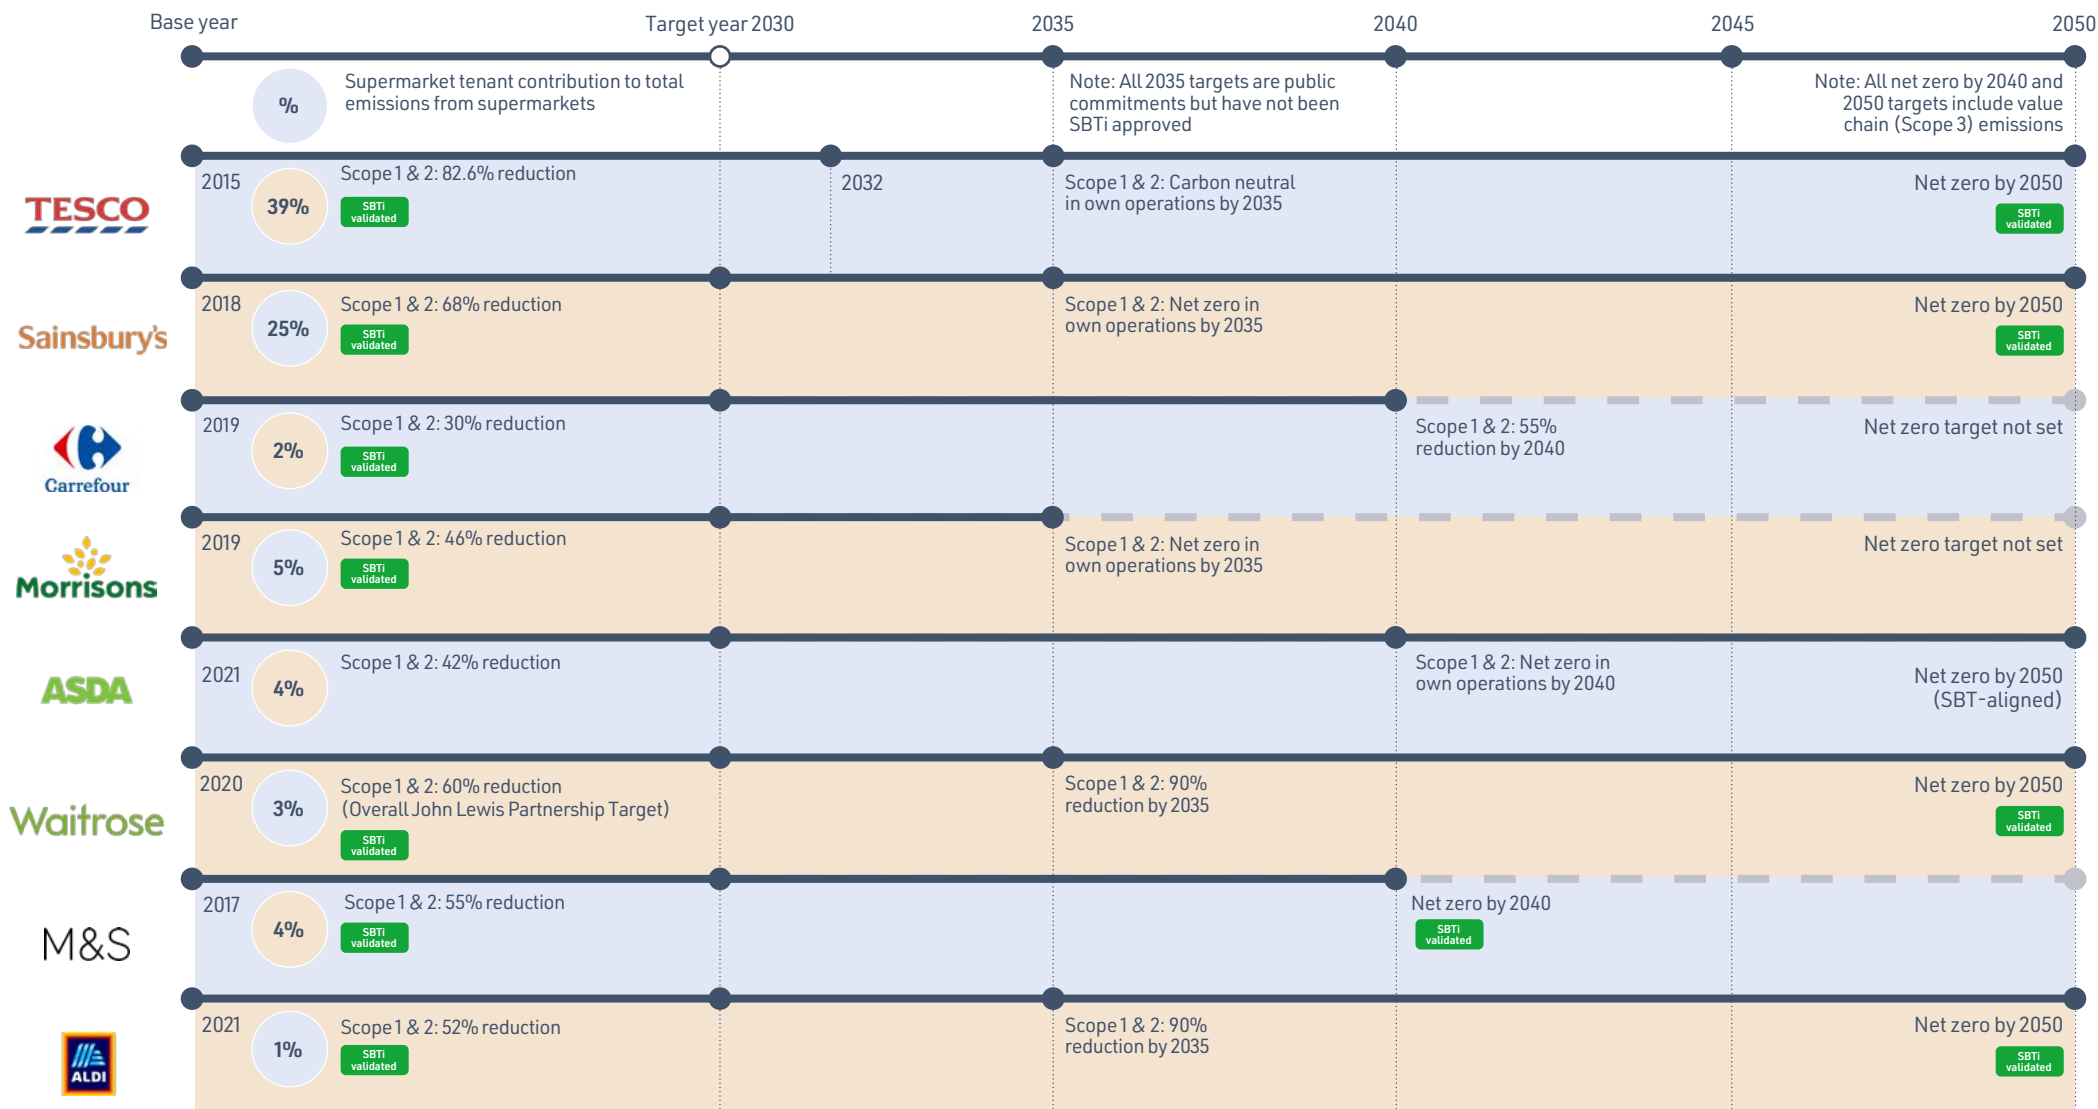 Base year
Target year 2030
2035
2040
2045
2050
%
Supermarket tenant contribution to total
emissions from supermarkets
Note: All 2035 targets are public
commitments but have not been
SBTi approved
Note: All net zero by 2040 and
2050 targets include value
chain (Scope 3) emissions
TESCO
2015
39%
Scope 1 & 2: 82.6% reduction
SBTi
validated
2032
Scope 1 & 2: Carbon neutral
in own operations by 2035
Net zero by 2050
SBTi
validated
Sainsbury's
2018
25%
Scope 1 & 2: 68% reduction
SBTi
validated
Scope 1 & 2: Net zero in
own operations by 2035
Net zero by 2050
SBTi
validated
Carrefour
2019
2%
Scope 1 & 2: 30% reduction
SBTi
validated
Scope 1 & 2: 55%
reduction by 2040
Net zero target not set
Morrisons
2019
5%
Scope 1 & 2: 46% reduction
SBTi
validated
Scope 1 & 2: Net zero in
own operations by 2035
Net zero target not set
ASDA
2021
4%
Scope 1 & 2: 42% reduction
Scope 1 & 2: Net zero in
own operations by 2040
Net zero by 2050
(SBT-aligned)
Waitrose
2020
3%
Scope 1 & 2: 60% reduction
(Overall John Lewis Partnership Target)
SBTi
validated
Scope 1 & 2: 90%
reduction by 2035
Net zero by 2050
SBTi
validated
M&S
2017
4%
Scope 1 & 2: 55% reduction
SBTi
validated
Net zero by 2040
SBTi
validated
ALDI
2021
1%
Scope 1 & 2: 52% reduction
SBTi
validated
Scope 1 & 2: 90%
reduction by 2035
Net zero by 2050
SBTi
validated